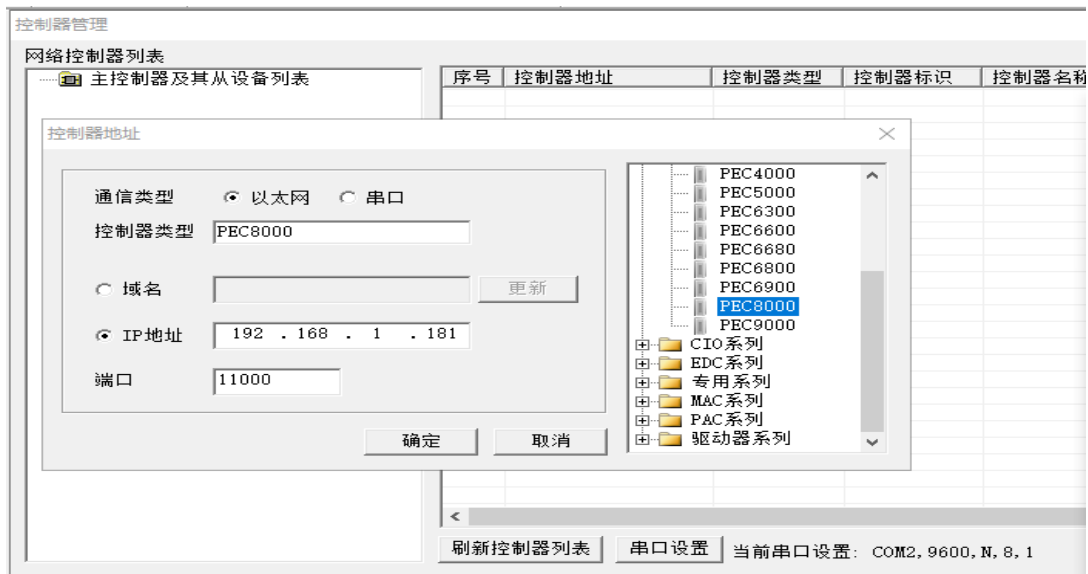 控制器管理
网络控制器列表
主控制器及其从设备列表
序号 控制器地址 控制器类型 控制器标识 控制器名称
控制器地址
通信类型 以太网 串口
控制器类型 PEC8000
域名 更新
IP地址 192 . 168 . 1 . 181
端口 11000
确定 取消
PEC4000
PEC5000
PEC6300
PEC6600
PEC6680
PEC6800
PEC6900
PEC8000
PEC9000
CIO系列
EDC系列
专用系列
MAC系列
PAC系列
驱动器系列
刷新控制器列表 串口设置 当前串口设置: COM2,9600,N,8,1